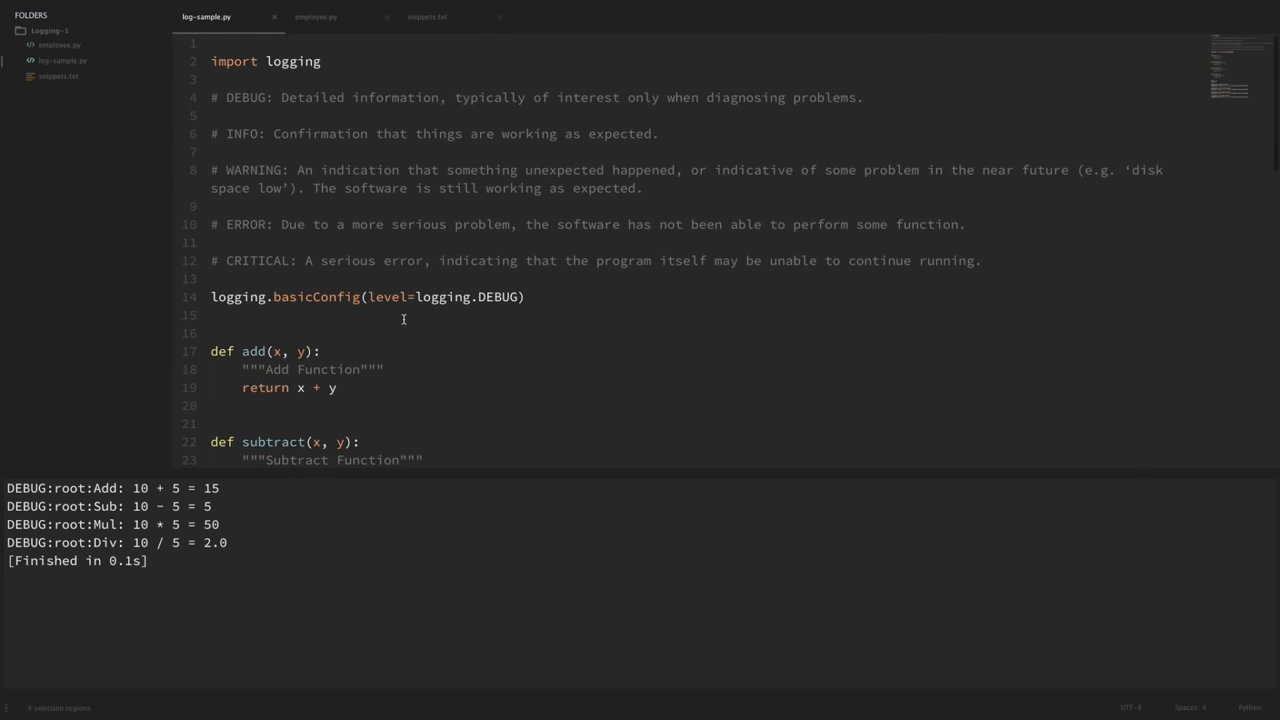 FOLDERS
Logging-1
employee.py
log-sample.py
snippets.txt
log-sample.py × employee.py × snippets.txt ×
1
2 import logging
3
4 # DEBUG: Detailed information, typically of interest only when diagnosing problems.
5
6 # INFO: Confirmation that things are working as expected.
7
8 # WARNING: An indication that something unexpected happened, or indicative of some problem in the near future (e.g. ‘disk
space low’). The software is still working as expected.
9
10 # ERROR: Due to a more serious problem, the software has not been able to perform some function.
11
12 # CRITICAL: A serious error, indicating that the program itself may be unable to continue running.
13
14 logging.basicConfig(level=logging.DEBUG)
15
16
17 def add(x, y):
18 """Add Function"""
19 return x + y
20
21
22 def subtract(x, y):
23 """Subtract Function"""
DEBUG:root:Add: 10 + 5 = 15
DEBUG:root:Sub: 10 - 5 = 5
DEBUG:root:Mul: 10 * 5 = 50
DEBUG:root:Div: 10 / 5 = 2.0
[Finished in 0.1s]
4 selection regions UTF-8 Spaces: 4 Python